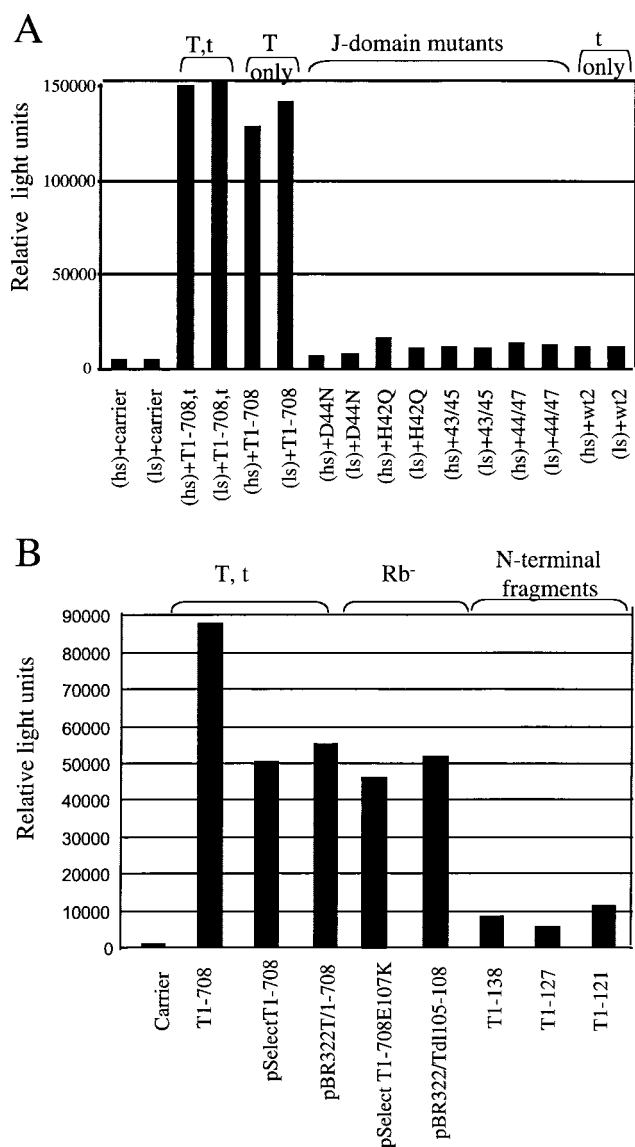 A
T,t
T only
J-domain mutants
t only
Relative light units
150000
100000
50000
0
(hs)+carrier
(ls)+carrier
(hs)+T1-708,t
(ls)+T1-708,t
(hs)+T1-708
(ls)+T1-708
(hs)+D44N
(ls)+D44N
(hs)+H42Q
(ls)+H42Q
(hs)+43/45
(ls)+43/45
(hs)+44/47
(ls)+44/47
(hs)+wt2
(ls)+wt2
B
T, t
Rb-
N-terminal
fragments
Relative light units
90000
80000
70000
60000
50000
40000
30000
20000
10000
0
Carrier
T1-708
pSelectT1-708
pBR322T/1-708
pSelect T1-708E107K
pBR322/Tdl105-108
T1-138
T1-127
T1-121